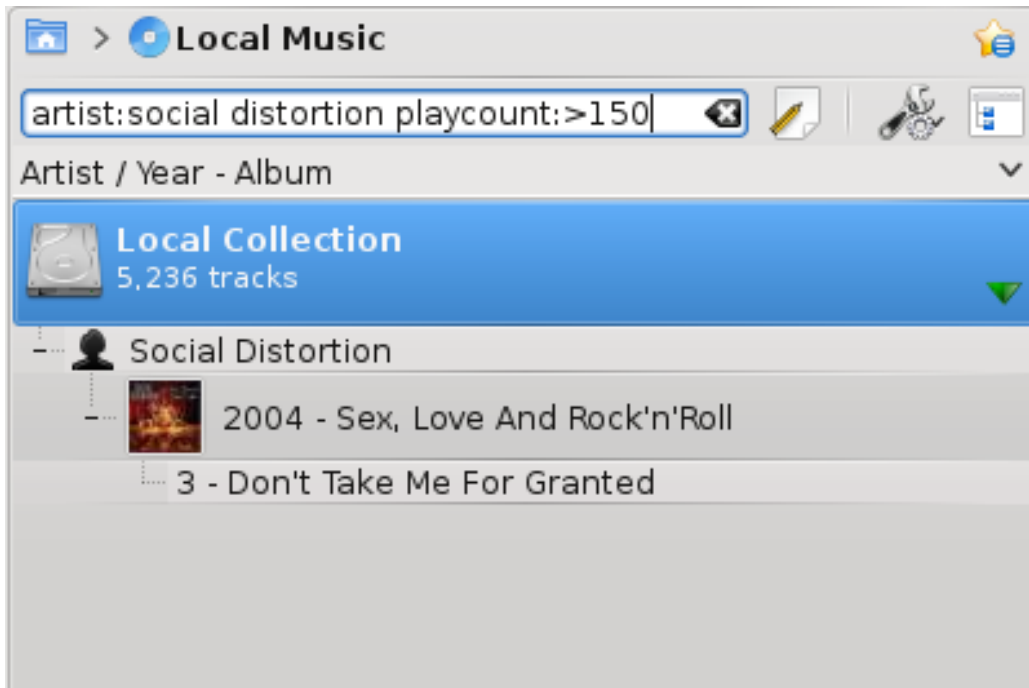 > Local Music
artist:social distortion playcount:>150
Artist / Year - Album
Local Collection
5,236 tracks
Social Distortion
2004 - Sex, Love And Rock'n'Roll
3 - Don't Take Me For Granted